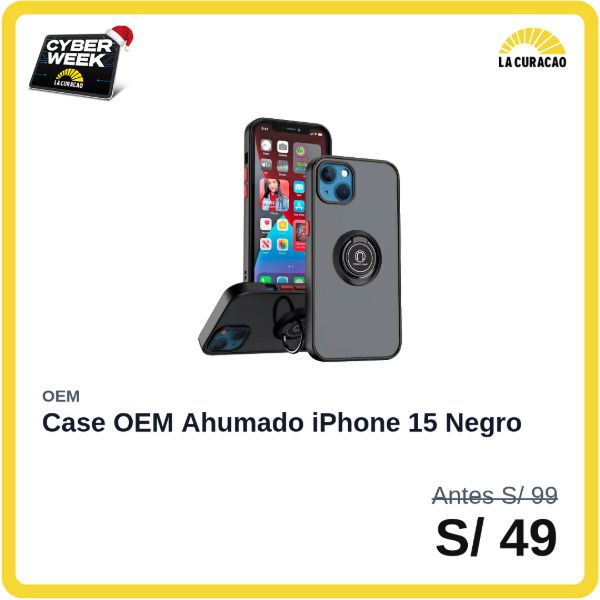 CYBER
WEEK
LA CURACAO
LA CURACAO
OEM
Case OEM Ahumado iPhone 15 Negro
Antes S/ 99
S/ 49